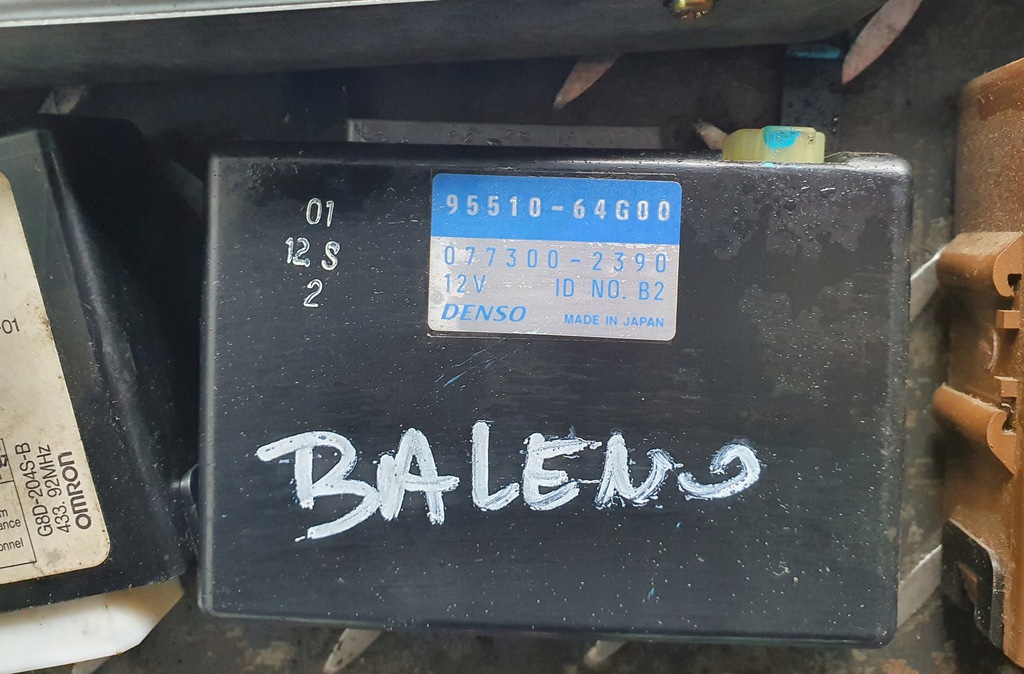 01
12 S
2
95510-64G00
077300-2390
12V ID NO. B2
DENSO MADE IN JAPAN
BALENO
-01
G8D-204S-B
433.92MHz
omron